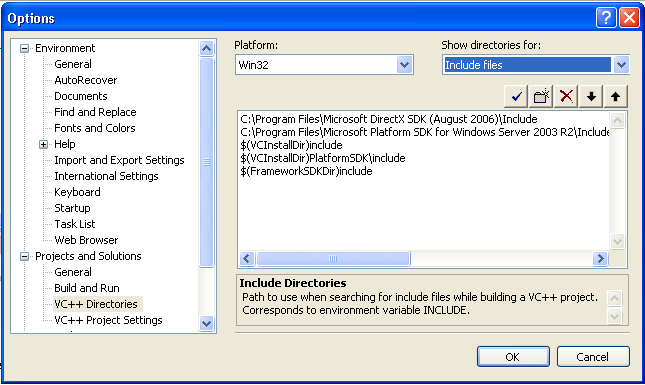 Options
Environment
General
AutoRecover
Documents
Find and Replace
Fonts and Colors
Help
Import and Export Settings
International Settings
Keyboard
Startup
Task List
Web Browser
Projects and Solutions
General
Build and Run
VC++ Directories
VC++ Project Settings
Platform:
Win32
Show directories for:
Include files
C:\Program Files\Microsoft DirectX SDK (August 2006)\Include
C:\Program Files\Microsoft Platform SDK for Windows Server 2003 R2\Include
$(VCInstallDir)include
$(VCInstallDir)PlatformSDK\include
$(FrameworkSDKDir)include
Include Directories
Path to use when searching for include files while building a VC++ project.
Corresponds to environment variable INCLUDE.
OK
Cancel